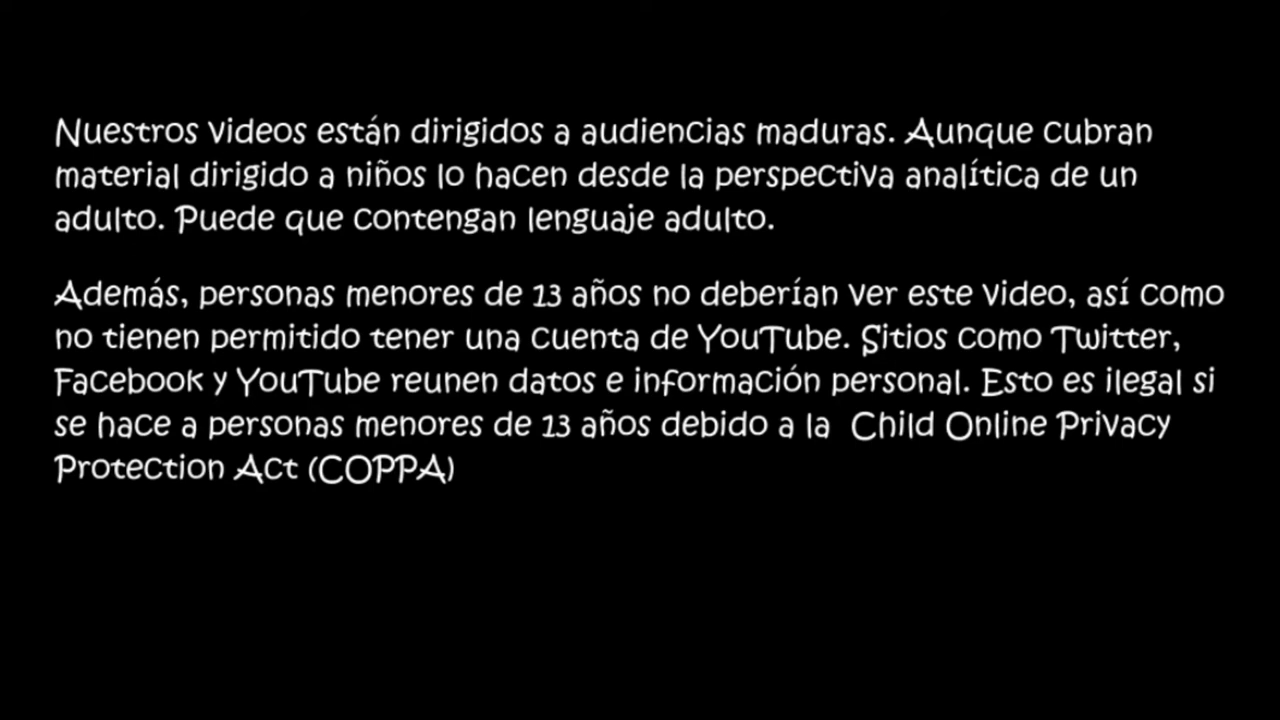 Nuestros videos están dirigidos a audiencias maduras. Aunque cubran
material dirigido a niños lo hacen desde la perspectiva analítica de un
adulto. Puede que contengan lenguaje adulto.
Además, personas menores de 13 años no deberían ver este video, así como
no tienen permitido tener una cuenta de YouTube. Sitios como Twitter,
Facebook y YouTube reunen datos e información personal. Esto es ilegal si
se hace a personas menores de 13 años debido a la  Child Online Privacy
Protection Act (COPPA)